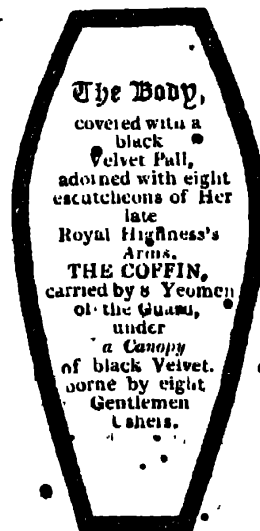 The Body,
covered with a
black
Velvet Pall,
adorned with eight
escutcheons of Her
late
Royal Highness's
Arms.
THE COFFIN,
carried by 8 Yeomen
of the Guard,
under
a Canopy
of black Velvet.
borne by eight
Gentlemen
Ushers.